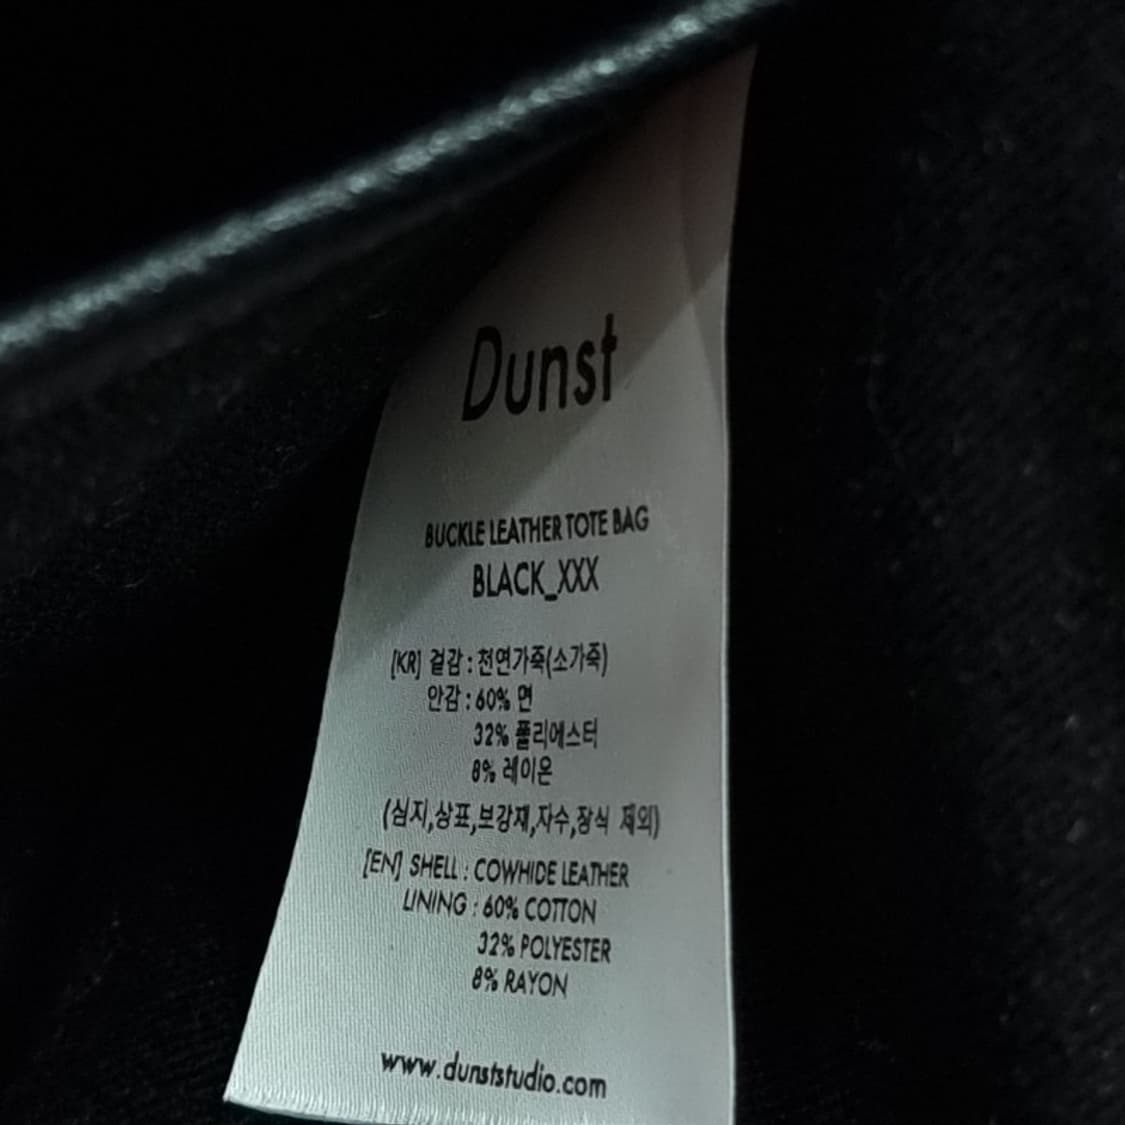 Dunst
BUCKLE LEATHER TOTE BAG
BLACK_XXX
[KR] 겉감 : 천연가죽(소가죽)
안감 : 60% 면
32% 폴리에스터
8% 레이온
(심지,상표,보강재,자수,장식 제외)
[EN] SHELL : COWHIDE LEATHER
LINING : 60% COTTON
32% POLYESTER
8% RAYON
www.dunststudio.com